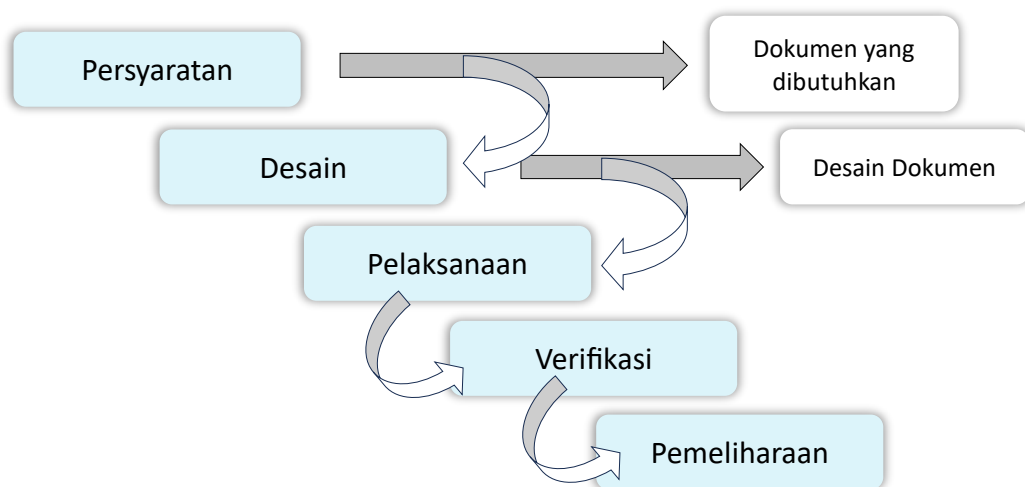 Persyaratan
Dokumen yang
dibutuhkan
Desain
Desain Dokumen
Pelaksanaan
Verifikasi
Pemeliharaan